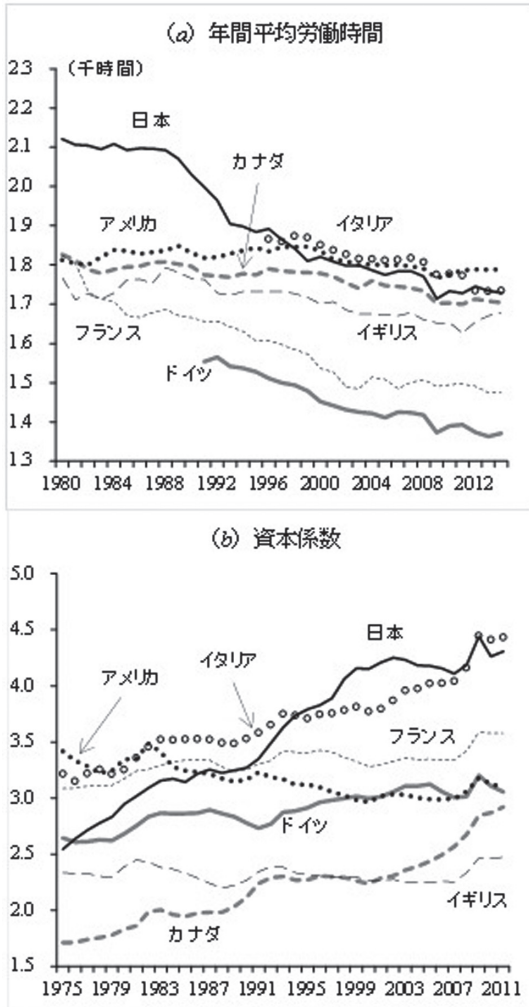 (a) 年間平均労働時間
2.3 (千時間)
2.2
日本
2.1
カナダ
2.0
アメリカ イタリア
1.9
1.8
1.7
フランス イギリス
1.6
ドイツ
1.5
1.4
1.3
1980 1984 1988 1992 1996 2000 2004 2008 2012
(b) 資本係数
5.0
4.5
日本
イタリア
アメリカ
4.0
フランス
3.5
3.0
ドイツ
2.5
イギリス
2.0
カナダ
1.5
1975 1979 1983 1987 1991 1995 1999 2003 2007 2011